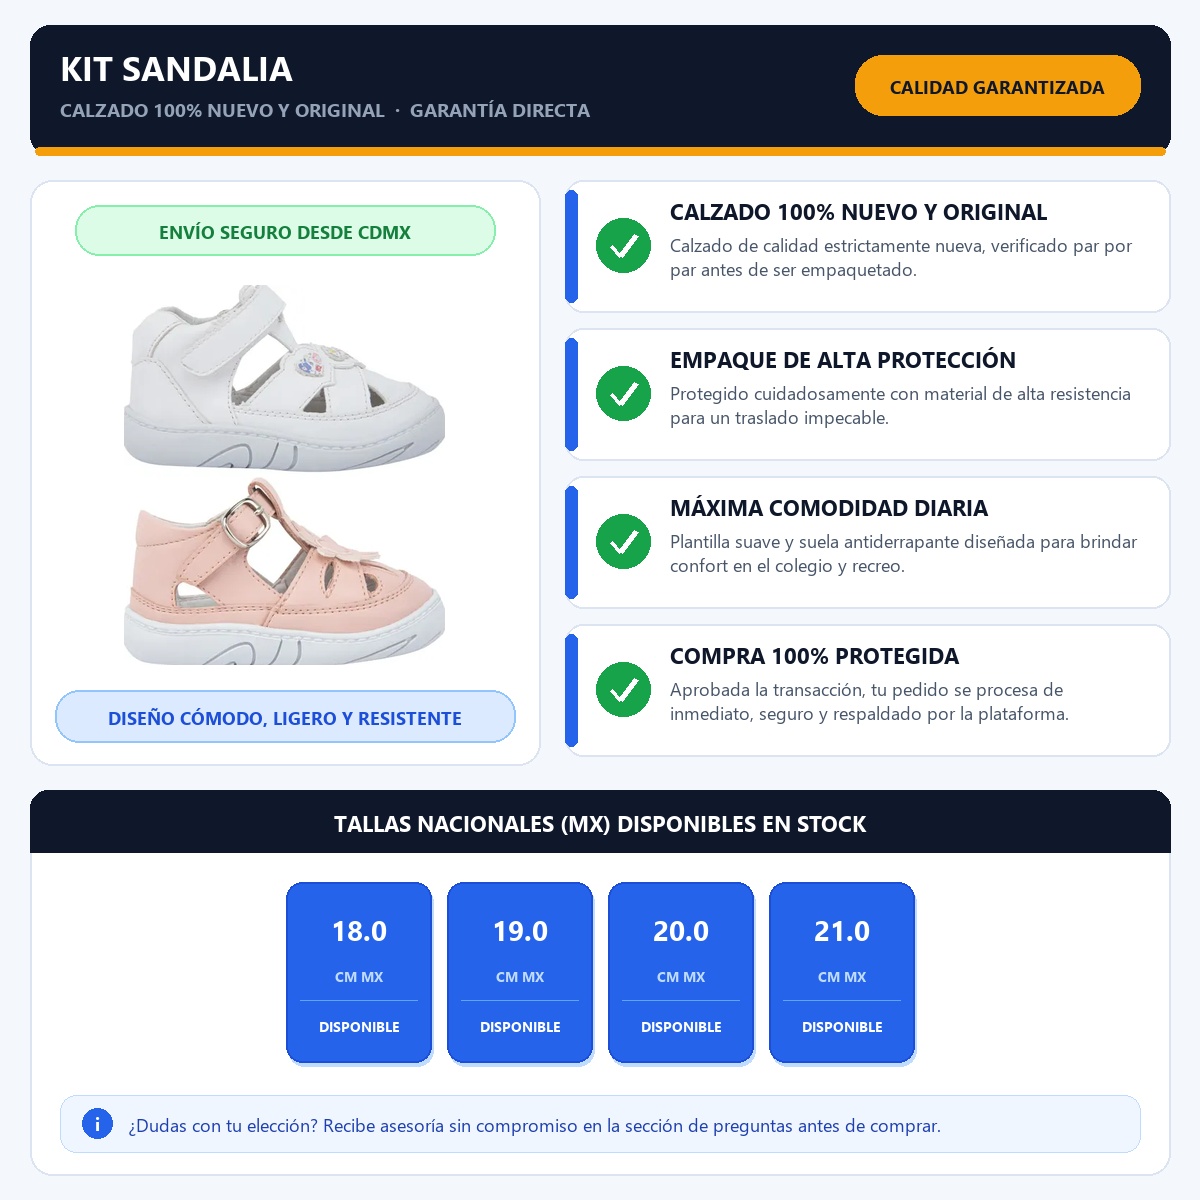 KIT SANDALIA
CALZADO 100% NUEVO Y ORIGINAL · GARANTÍA DIRECTA
CALIDAD GARANTIZADA
ENVÍO SEGURO DESDE CDMX
DISEÑO CÓMODO, LIGERO Y RESISTENTE
CALZADO 100% NUEVO Y ORIGINAL
Calzado de calidad estrictamente nueva, verificado par por
par antes de ser empaquetado.
EMPAQUE DE ALTA PROTECCIÓN
Protegido cuidadosamente con material de alta resistencia
para un traslado impecable.
MÁXIMA COMODIDAD DIARIA
Plantilla suave y suela antiderrapante diseñada para brindar
confort en el colegio y recreo.
COMPRA 100% PROTEGIDA
Aprobada la transacción, tu pedido se procesa de
inmediato, seguro y respaldado por la plataforma.
TALLAS NACIONALES (MX) DISPONIBLES EN STOCK
18.0
CM MX
DISPONIBLE
19.0
CM MX
DISPONIBLE
20.0
CM MX
DISPONIBLE
21.0
CM MX
DISPONIBLE
¿Dudas con tu elección? Recibe asesoría sin compromiso en la sección de preguntas antes de comprar.